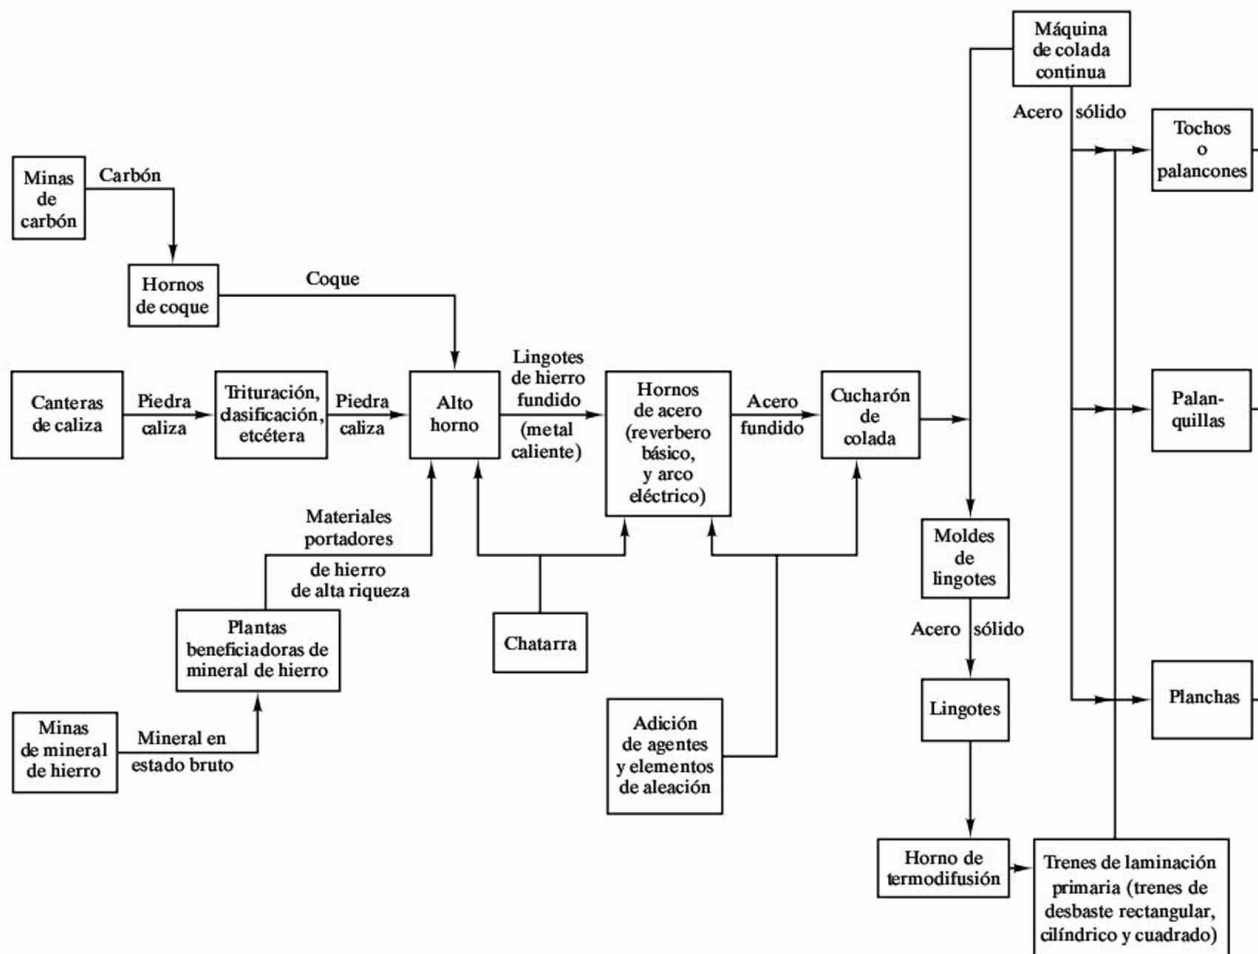 Máquina
de colada
continua
Acero sólido
Tochos
o
palancones
Minas
de
carbón
Carbón
Hornos
de coque
Coque
Canteras
de caliza
Piedra
caliza
Trituración,
clasificación,
etcétera
Piedra
caliza
Alto
horno
Lingotes
de hierro
fundido
(metal
caliente)
Hornos
de acero
(reverbero
básico,
y arco
eléctrico)
Acero
fundido
Cucharón
de
colada
Palan-
quillas
Materiales
portadores
de hierro
de alta riqueza
Moldes
de
lingotes
Plantas
beneficiadoras de
mineral de hierro
Chatarra
Acero sólido
Minas
de mineral
de hierro
Mineral en
estado bruto
Adición
de agentes
y elementos
de aleación
Lingotes
Planchas
Horno de
termodifusión
Trenes de laminación
primaria (trenes de
desbaste rectangular,
cilíndrico y cuadrado)